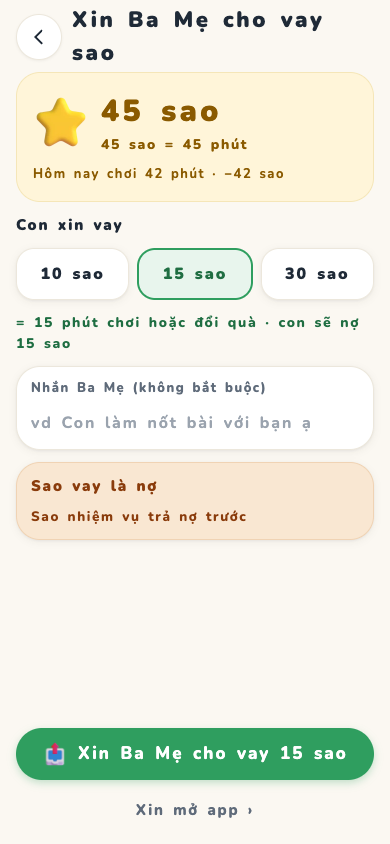 Xin Ba Mẹ cho vay
sao
45 sao
45 sao = 45 phút
Hôm nay chơi 42 phút · −42 sao
Con xin vay
10 sao
15 sao
30 sao
= 15 phút chơi hoặc đổi quà · con sẽ nợ
15 sao
Nhắn Ba Mẹ (không bắt buộc)
vd Con làm nốt bài với bạn ạ
Sao vay là nợ
Sao nhiệm vụ trả nợ trước
Xin Ba Mẹ cho vay 15 sao
Xin mở app ›